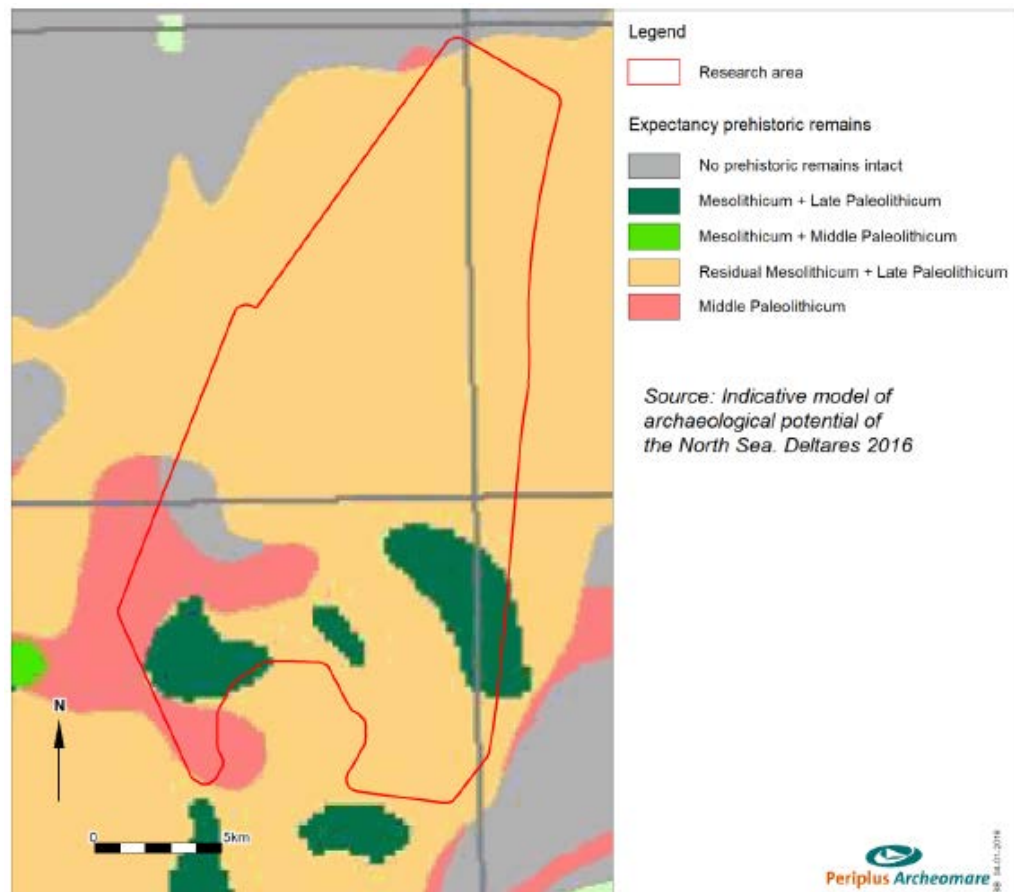 Legend
Research area
Expectancy prehistoric remains
No prehistoric remains intact
Mesolithicum + Late Paleolithicum
Mesolithicum + Middle Paleolithicum
Residual Mesolithicum + Late Paleolithicum
Middle Paleolithicum
Source: Indicative model of
archaeological potential of
the North Sea. Deltares 2016
N
0 5km
Periplus Archeomare